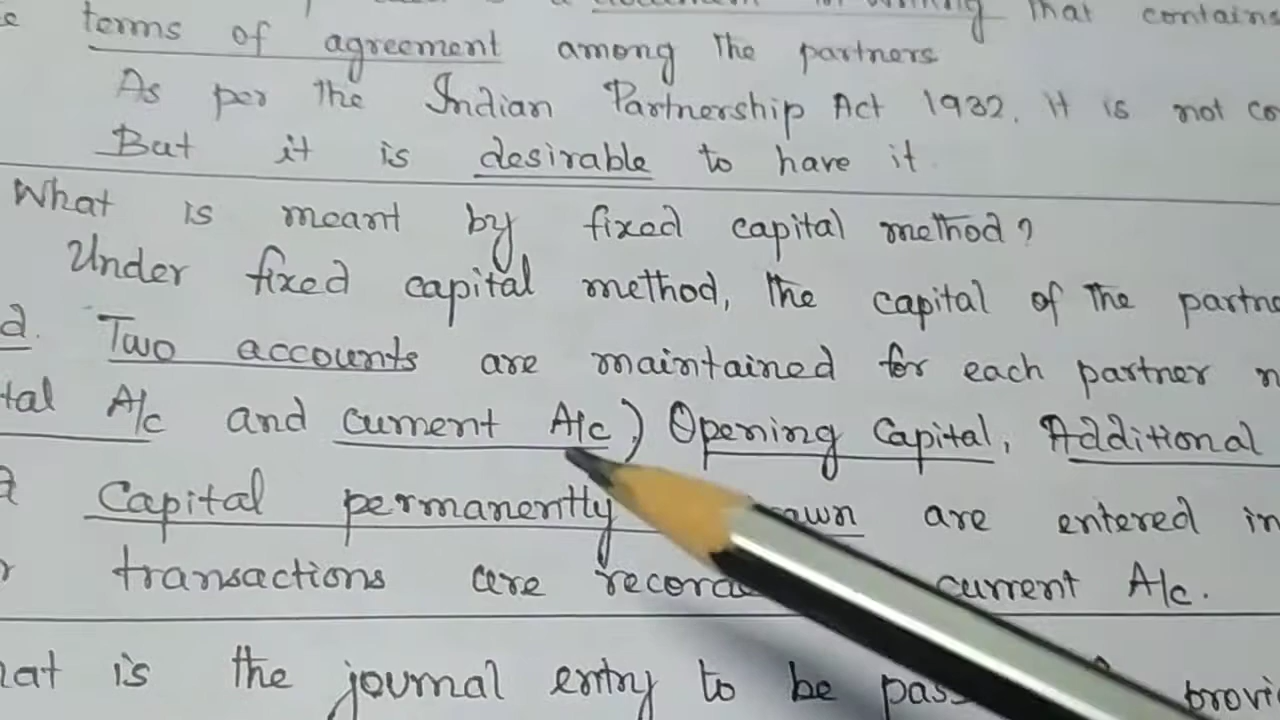 terms of agreement among the partners
As per the Indian Partnership Act 1932, it is not
But it is desirable to have it.
What is meant by fixed capital method?
Under fixed capital method, the capital of the
Two accounts are maintained for each partner
A/c and current A/c) Opening Capital, Additional
Capital permanently are entered in
transactions are current A/c.
is the journal entry to be